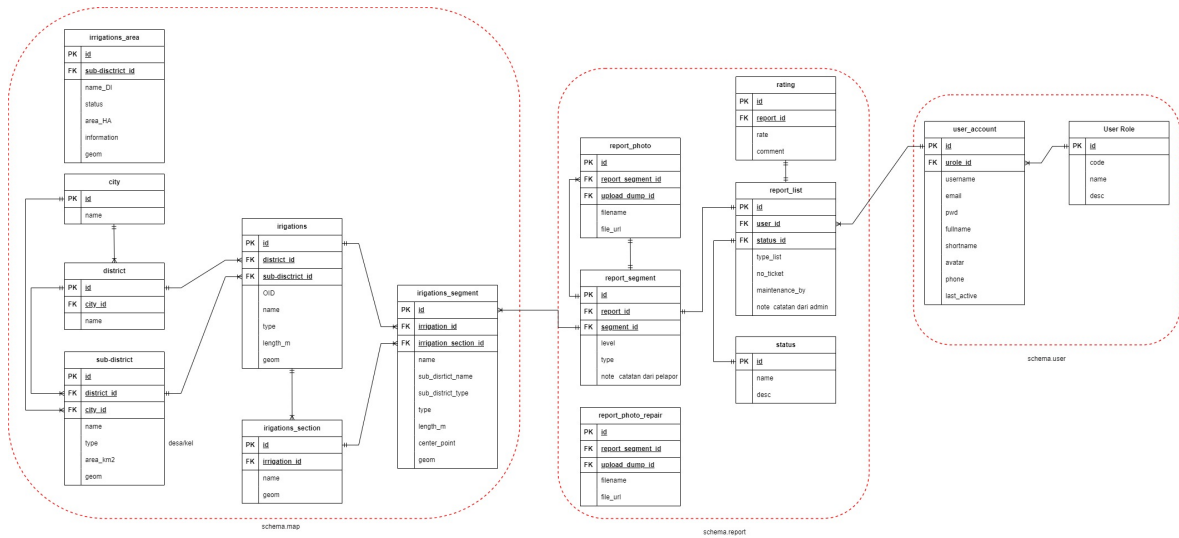 irrigations_area
PK id
FK sub-disctrict_id
name_DI
status
area_HA
information
geom
city
PK id
name
district
PK id
FK city_id
name
sub-district
PK id
FK district_id
FK city_id
name
type desa/kel
area_km2
geom
irigations
PK id
FK district_id
FK sub-disctrict_id
OID
name
type
length_m
geom
irigations_section
PK id
FK irrigation_id
name
geom
irrigations_segment
PK id
FK irrigation_id
FK irrigation_section_id
name
sub_disrtict_name
sub_district_type
type
length_m
center_point
geom
schema.map
report_photo
PK id
FK report_segment_id
FK upload_dump_id
filename
file_url
report_segment
PK id
FK report_id
FK segment_id
level
type
note catatan dari pelapor
report_photo_repair
PK id
FK report_segment_id
FK upload_dump_id
filename
file_url
rating
PK id
FK report_id
rate
comment
report_list
PK id
FK user_id
FK status_id
type_list
no_ticket
maintenance_by
note catatan dari admin
status
PK id
name
desc
schema.report
user_account
PK id
FK urole_id
username
email
pwd
fullname
shortname
avatar
phone
last_active
User Role
PK id
code
name
desc
schema.user